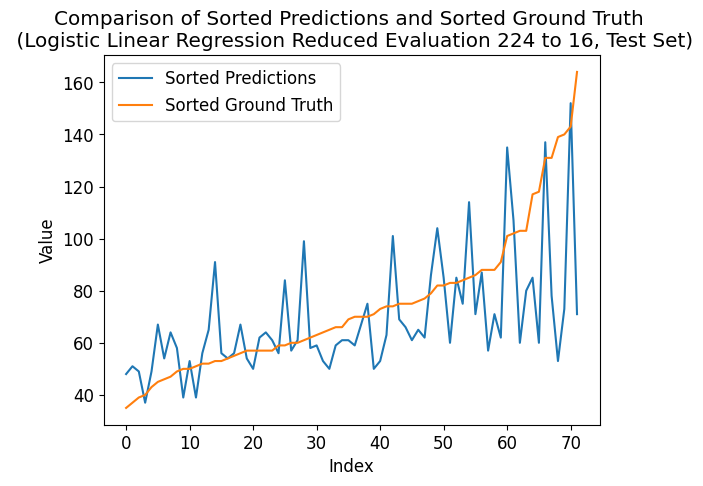 Comparison of Sorted Predictions and Sorted Ground Truth
(Logistic Linear Regression Reduced Evaluation 224 to 16, Test Set)
Sorted Predictions
Sorted Ground Truth
160
140
120
100
80
60
40
Value
0 10 20 30 40 50 60 70
Index